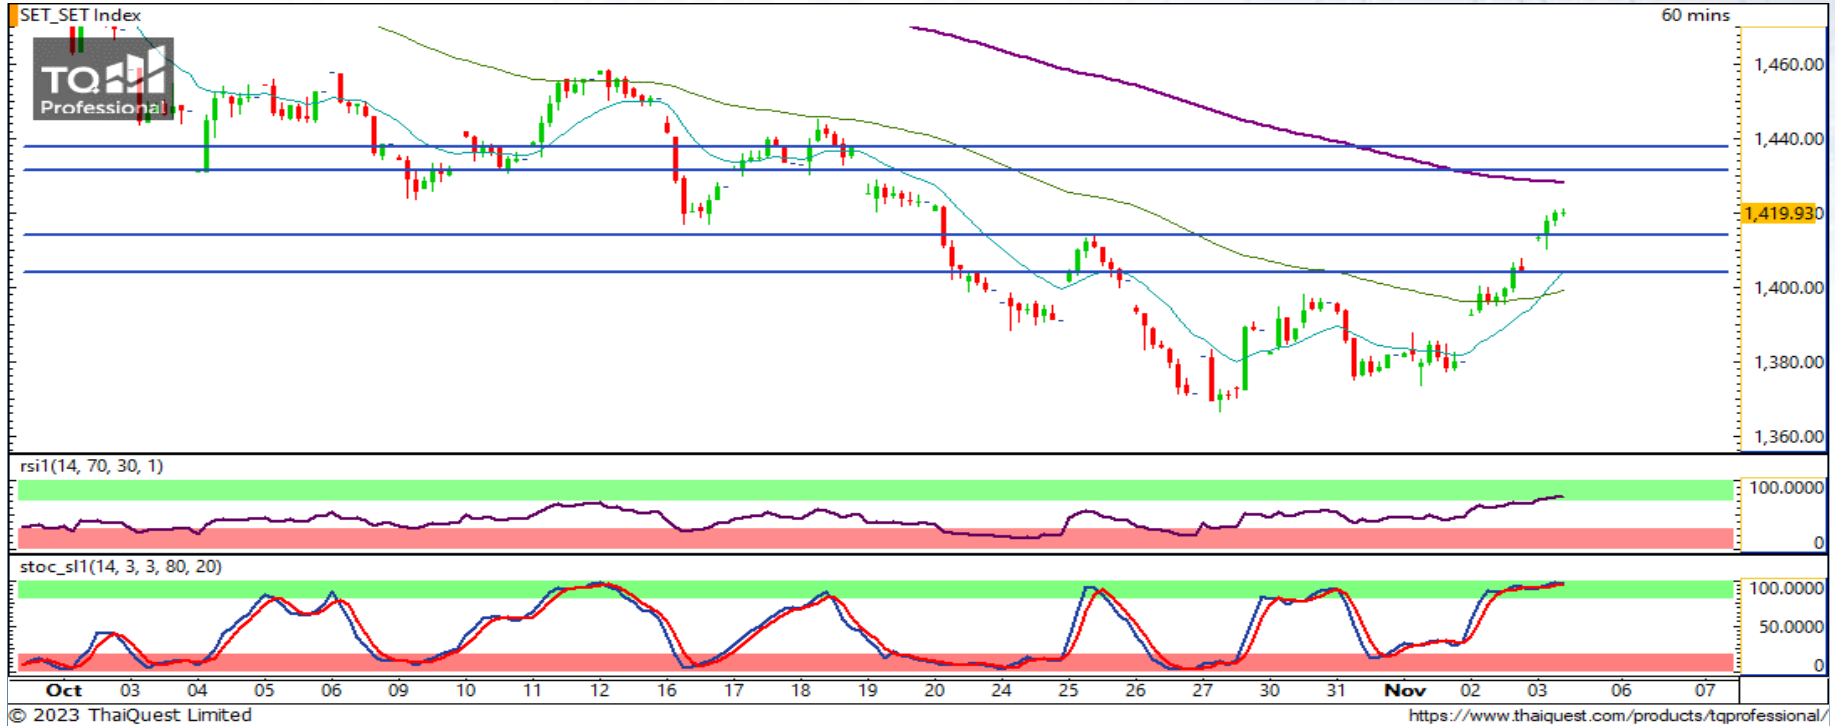 SET_SET Index
60 mins
TQ
Professional
1,460.00
1,440.00
1,419.93
1,400.00
1,380.00
1,360.00
rsi1(14, 70, 30, 1)
100.0000
0
stoc_sl1(14, 3, 3, 80, 20)
100.0000
50.0000
0
Oct 03 04 05 06 09 10 11 12 16 17 18 19 20 24 25 26 27 30 31 Nov 02 03 06 07
© 2023 ThaiQuest Limited
https://www.thaiquest.com/products/tqprofessional/